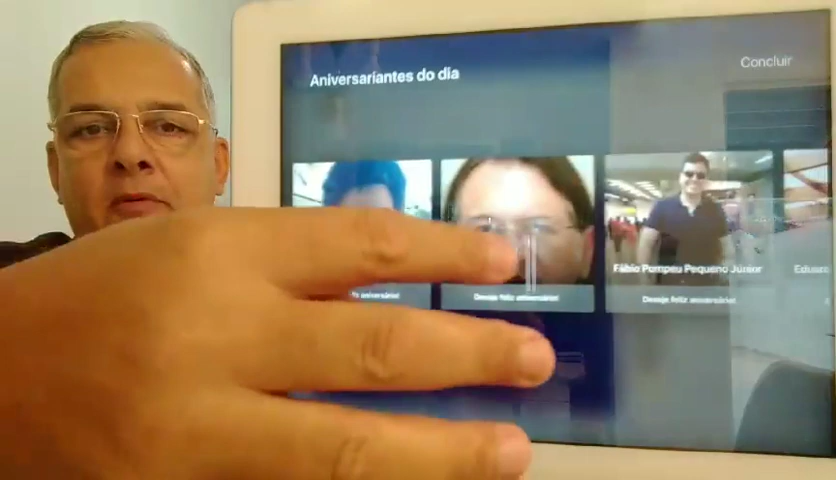 Aniversariantes do dia
Concluir
Fábio Pompeu Pequeno Júnior
Deseje feliz aniversário!
Deseje feliz aniversário!